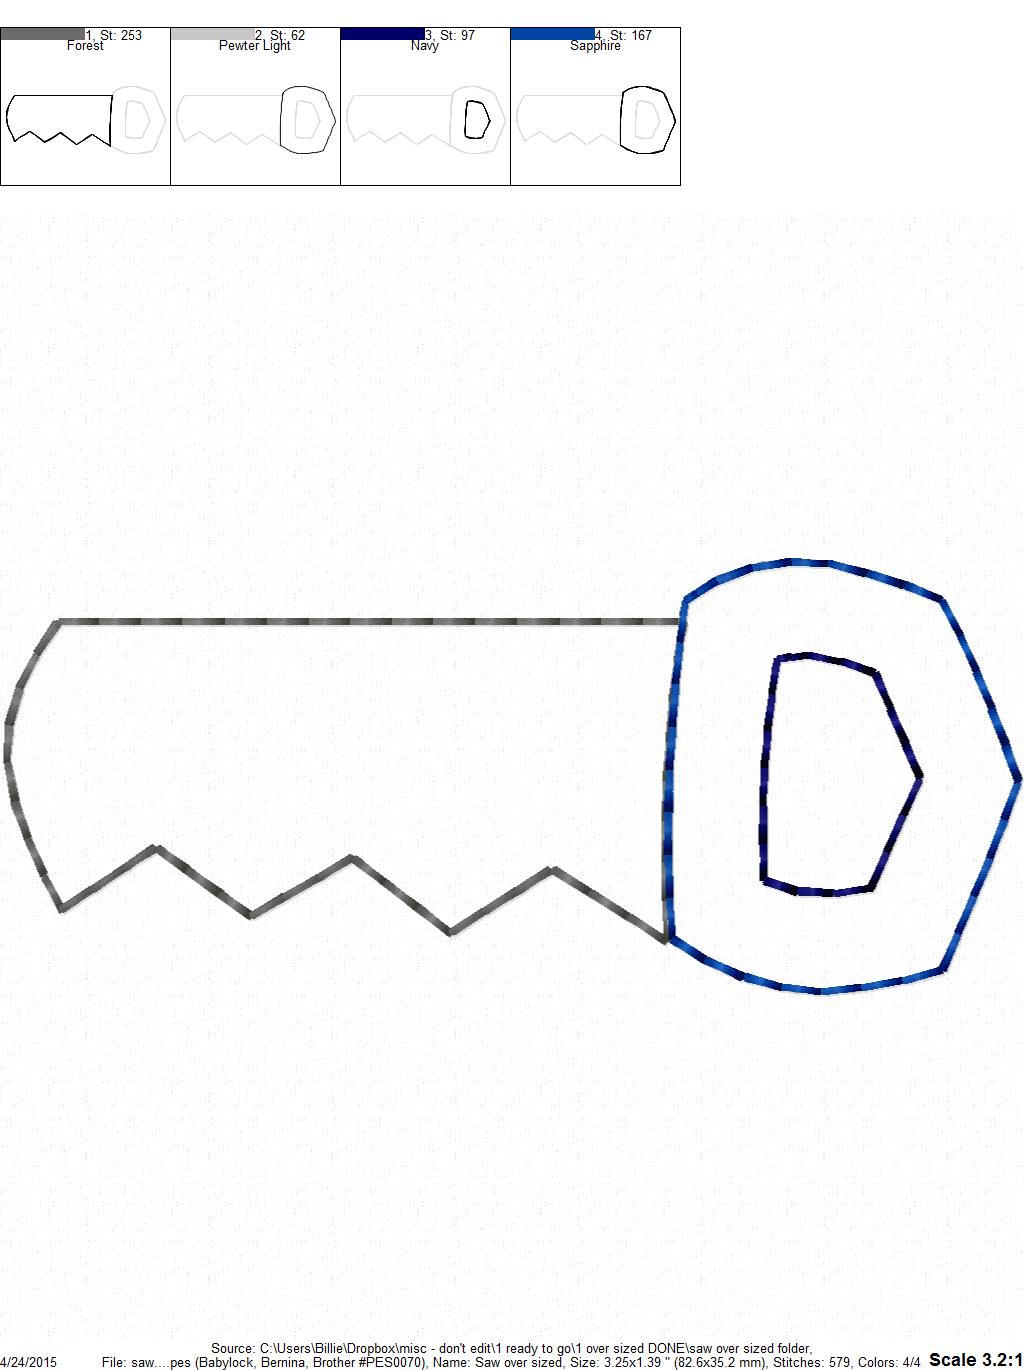 1, St: 253 2, St: 62 3, St: 97 4, St: 167
Forest Pewter Light Navy Sapphire
Source: C:\Users\Billie\Dropbox\misc - don't edit\1 ready to go\1 over sized DONE\saw over sized folder,
4/24/2015 File: saw....pes (Babylock, Bernina, Brother #PES0070), Name: Saw over sized, Size: 3.25x1.39 " (82.6x35.2 mm), Stitches: 579, Colors: 4/4 Scale 3.2:1